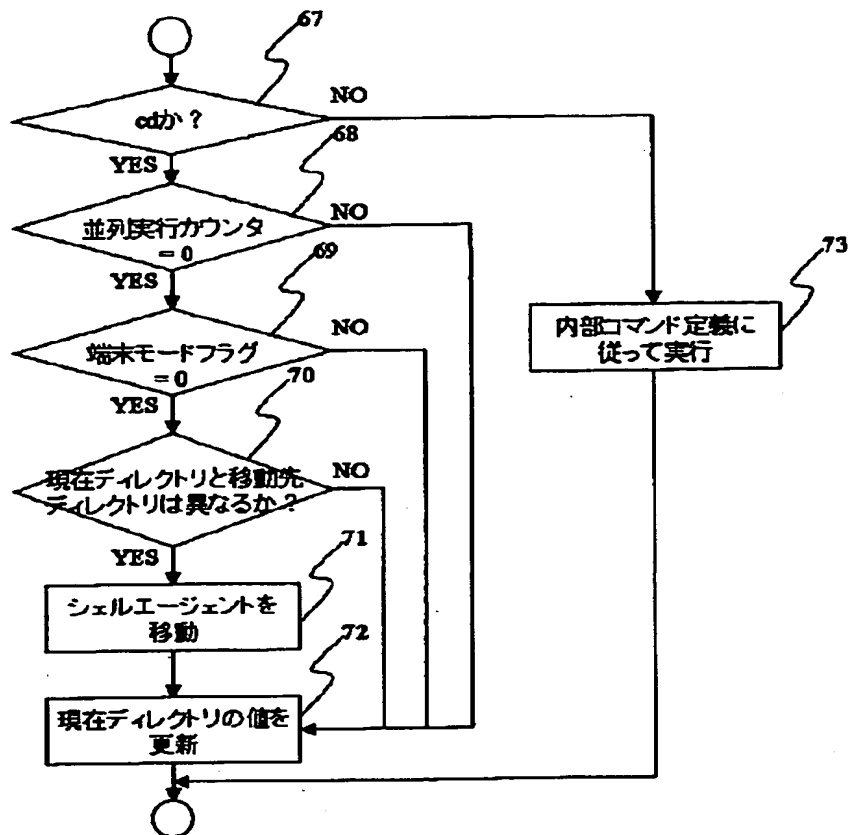 67
NO
cdか？
YES
68
NO
並列実行カウンタ
= 0
YES
69
NO
端末モードフラグ
= 0
YES
70
73
内部コマンド定義に
従って実行
現在ディレクトリと移動先
ディレクトリは異なるか？
NO
YES
71
シェルエージェントを
移動
72
現在ディレクトリの値を
更新